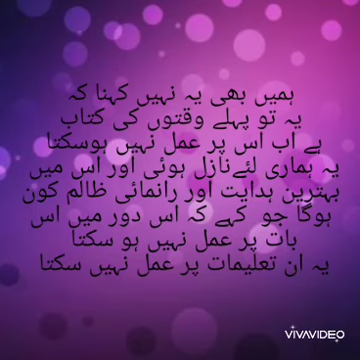 ہمیں بھی یہ نہیں کہنا کہ
یہ تو پہلے وقتوں کی کتاب
ہے اب اس پر عمل نہیں ہوسکتا
یہ ہماری لئےنازل ہوئی اور اس میں
بہترین ہدایت اور رانمائی ظالم کون
ہوگا جو کہے کہ اس دور میں اس
بات پر عمل نہیں ہو سکتا
یہ ان تعلیمات پر عمل نہیں سکتا
VIVAVIDEO